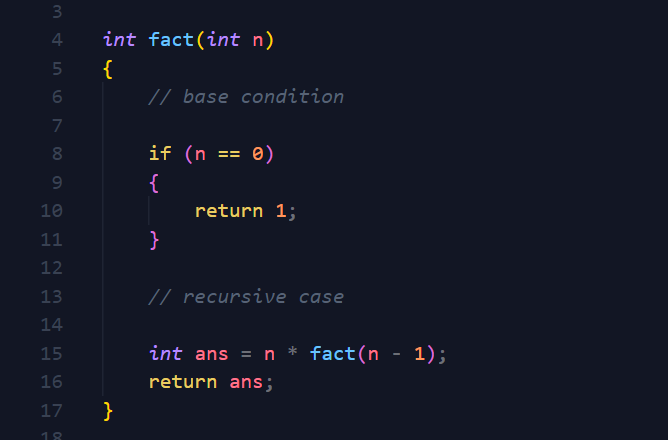 3
4 int fact(int n)
5 {
6 // base condition
7
8 if (n == 0)
9 {
10 return 1;
11 }
12
13 // recursive case
14
15 int ans = n * fact(n - 1);
16 return ans;
17 }
18